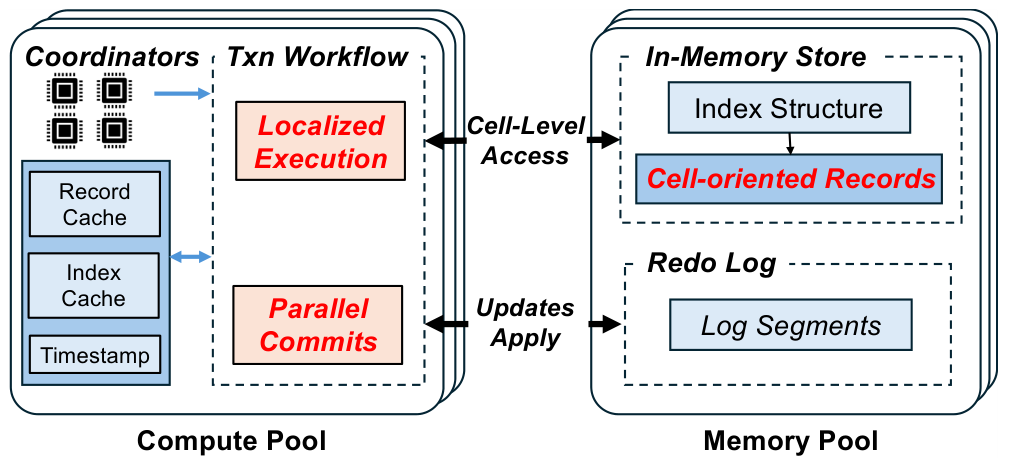 Coordinators
Txn Workflow
Localized
Execution
Record
Cache
Index
Cache
Timestamp
Parallel
Commits
Compute Pool
Cell-Level
Access
Updates
Apply
In-Memory Store
Index Structure
Cell-oriented Records
Redo Log
Log Segments
Memory Pool